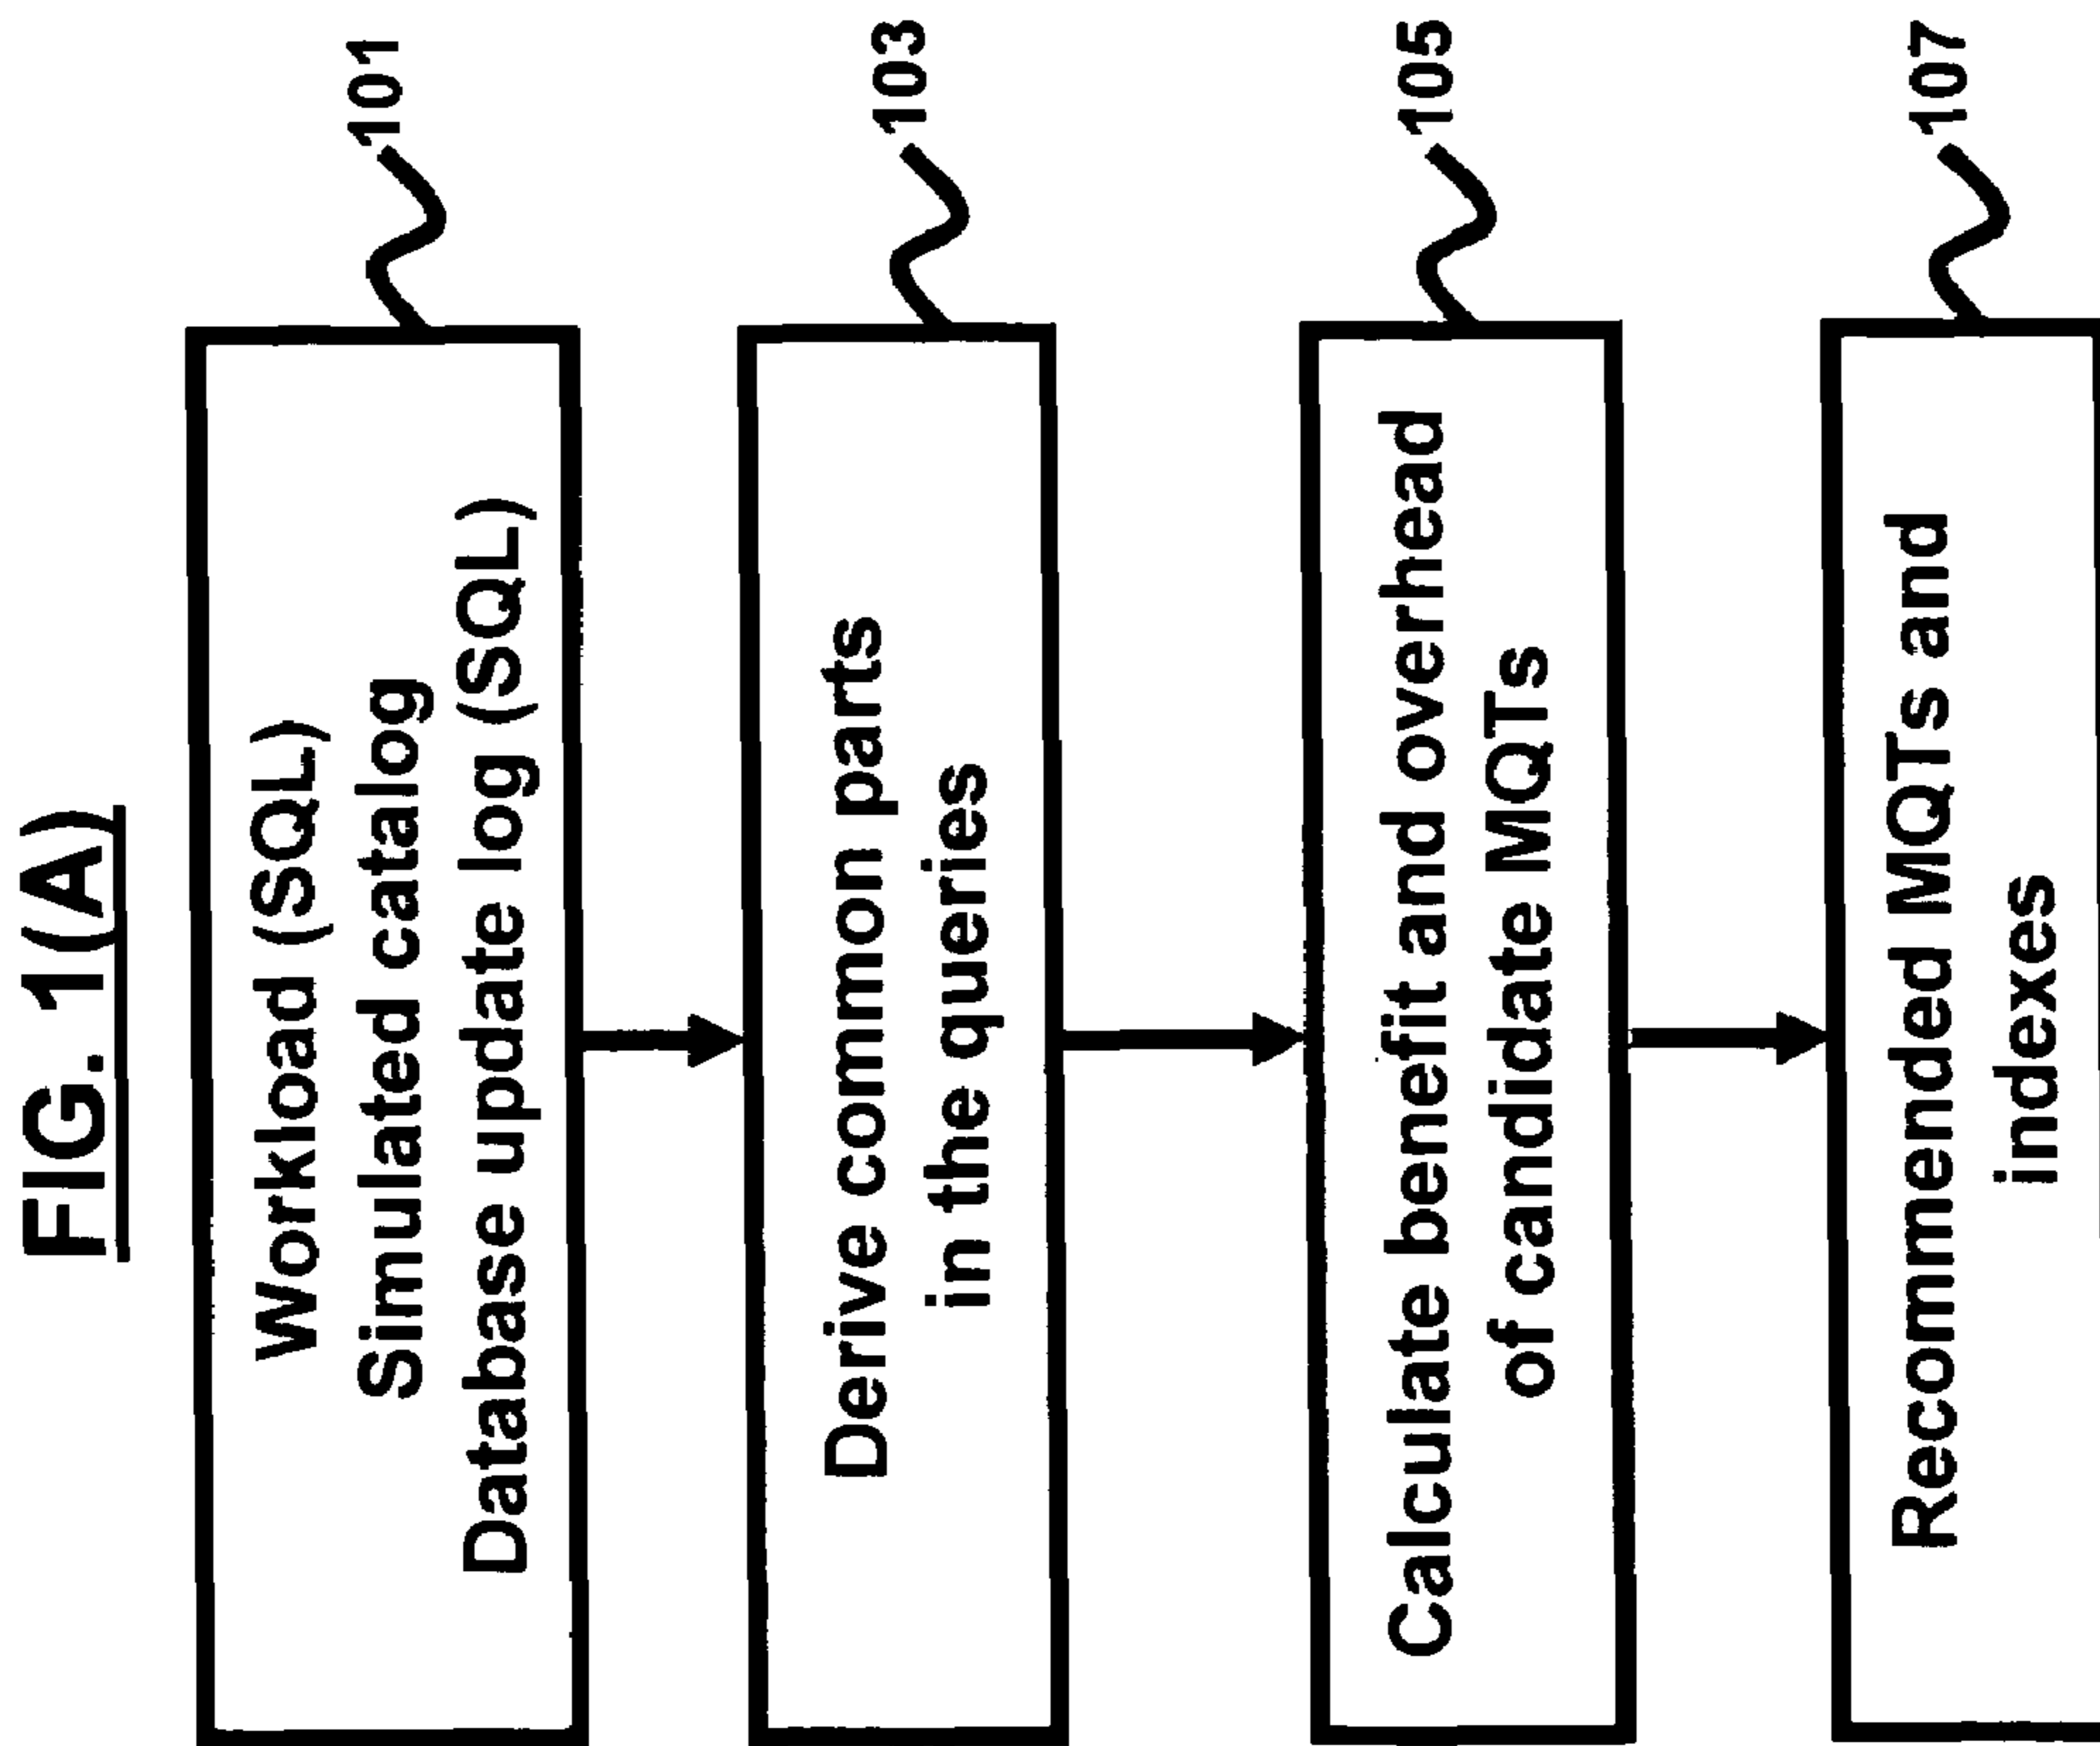 FIG. 1(A)
Workload (SQL)
Simulated catalog
Database update log (SQL)
101
Derive common parts
in the queries
103
Calculate benefit and overhead
of candidate MQTs
105
Recommended MQTs and
indexes
107